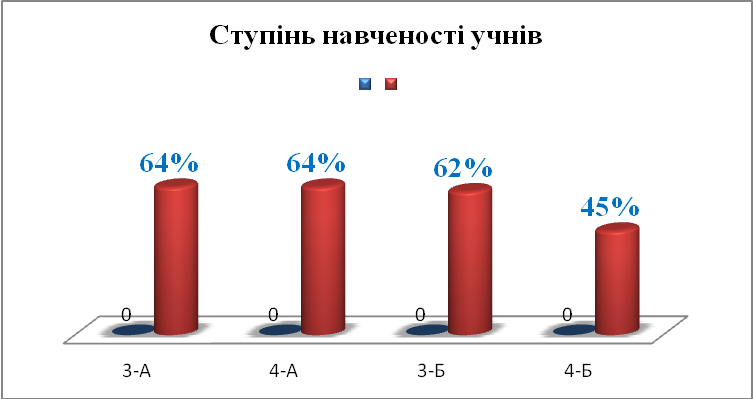 Ступінь навченості учнів
64% 64% 62% 45%
0 0 0 0
3-А 4-А 3-Б 4-Б